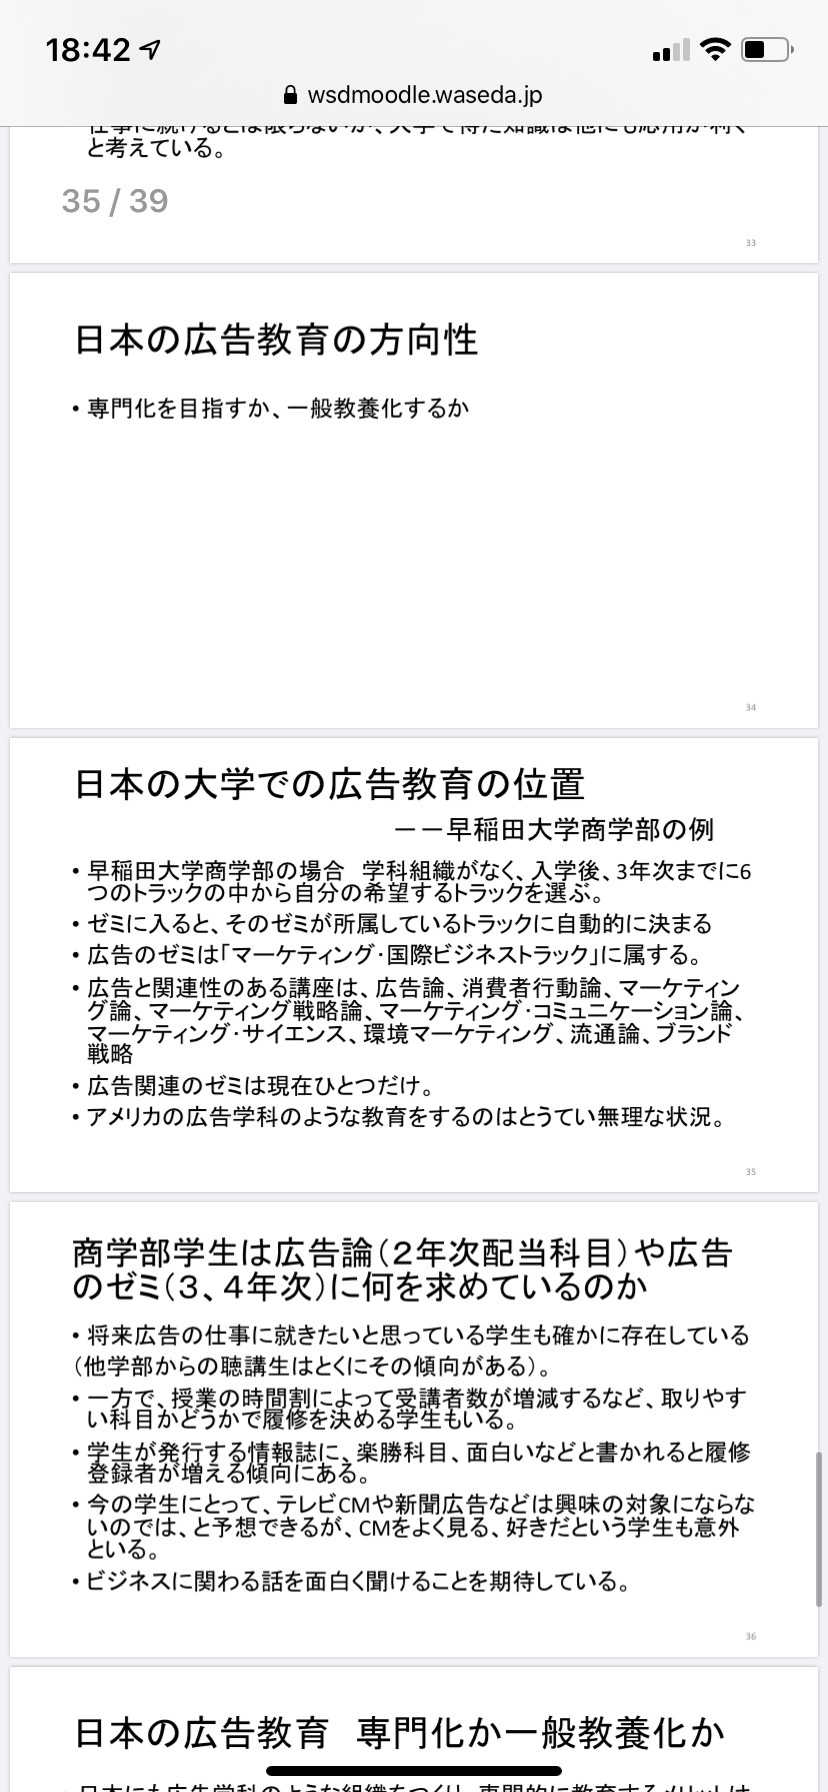 18:42
wsdmoodle.waseda.jp
と考えている。
35 / 39
33
日本の広告教育の方向性
• 専門化を目指すか、一般教養化するか
34
日本の大学での広告教育の位置
－－早稲田大学商学部の例
• 早稲田大学商学部の場合　学科組織がなく、入学後、3年次までに6
つのトラックの中から自分の希望するトラックを選ぶ。
• ゼミに入ると、そのゼミが所属しているトラックに自動的に決まる
• 広告のゼミは「マーケティング・国際ビジネストラック」に属する。
• 広告と関連性のある講座は、広告論、消費者行動論、マーケティン
グ論、マーケティング戦略論、マーケティング・コミュニケーション論、
マーケティング・サイエンス、環境マーケティング、流通論、ブランド
戦略
• 広告関連のゼミは現在ひとつだけ。
• アメリカの広告学科のような教育をするのはとうてい無理な状況。
35
商学部学生は広告論（２年次配当科目）や広告
のゼミ（３、４年次）に何を求めているのか
• 将来広告の仕事に就きたいと思っている学生も確かに存在している
（他学部からの聴講生はとくにその傾向がある）。
• 一方で、授業の時間割によって受講者数が増減するなど、取りやす
い科目かどうかで履修を決める学生もいる。
• 学生が発行する情報誌に、楽勝科目、面白いなどと書かれると履修
登録者が増える傾向にある。
• 今の学生にとって、テレビCMや新聞広告などは興味の対象にならな
いのでは、と予想できるが、CMをよく見る、好きだという学生も意外
といる。
• ビジネスに関わる話を面白く聞けることを期待している。
36
日本の広告教育　専門化か一般教養化か